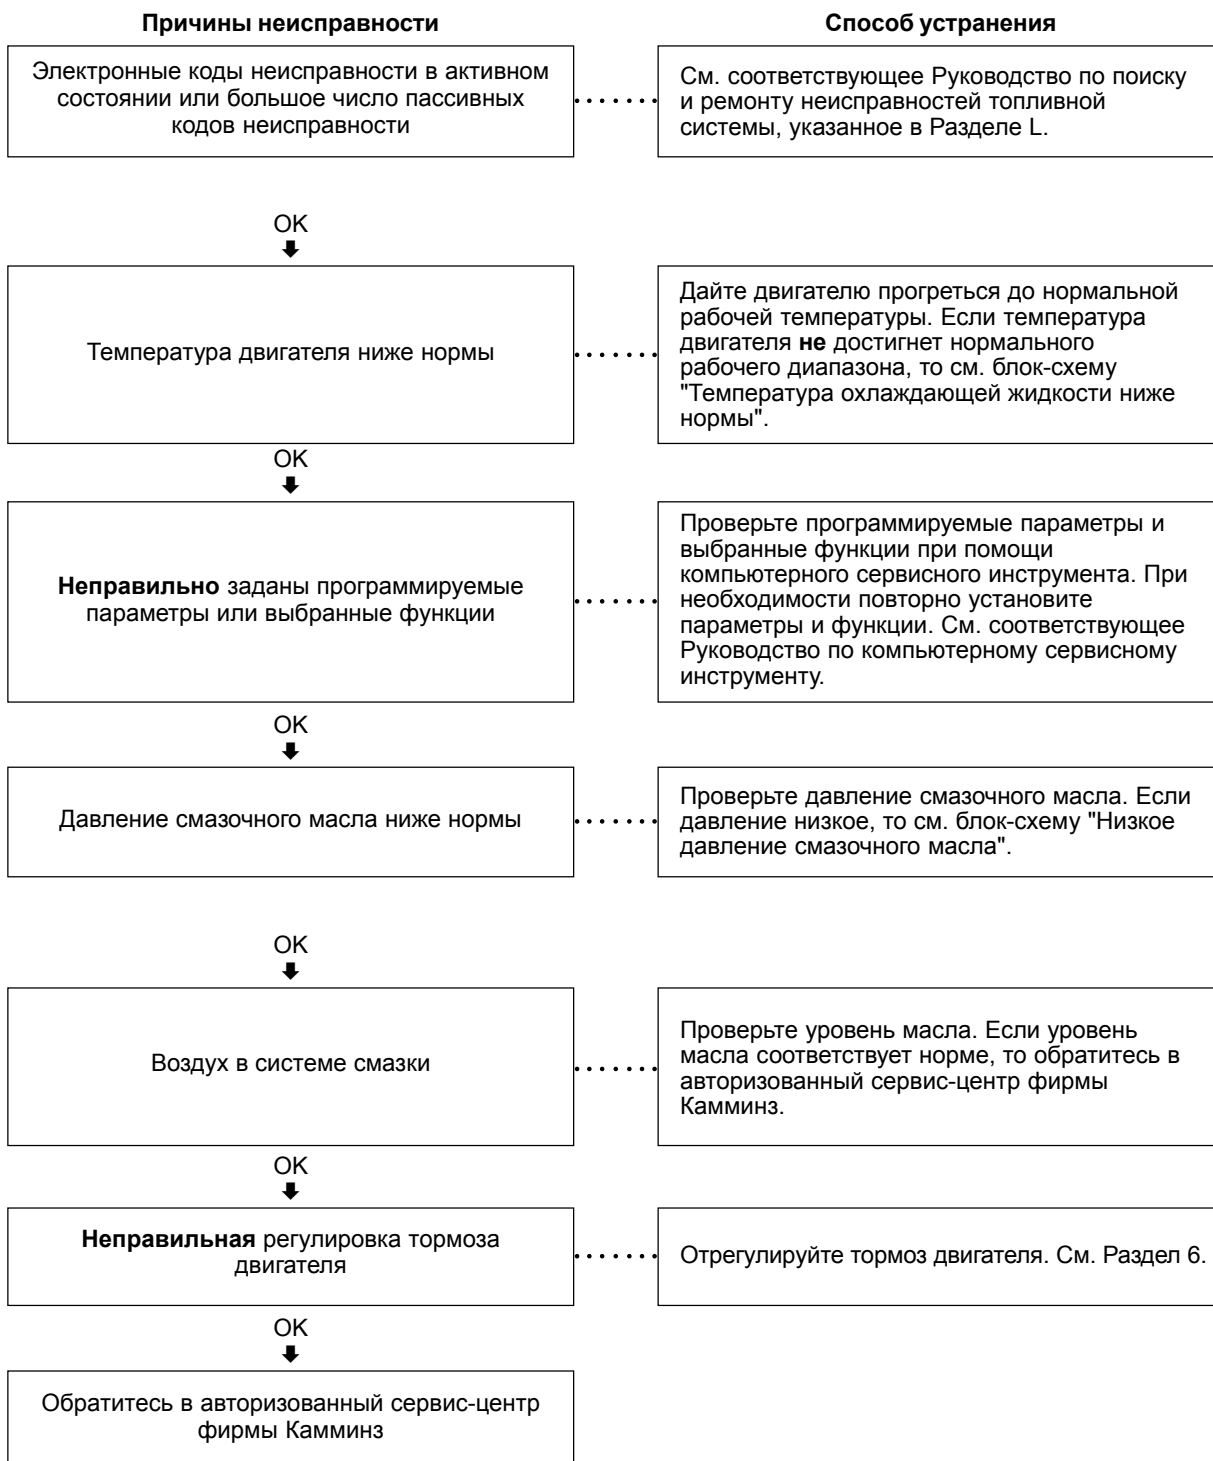 Причины неисправности
Способ устранения
Электронные коды неисправности в активном
состоянии или большое число пассивных
кодов неисправности
См. соответствующее Руководство по поиску
и ремонту неисправностей топливной
системы, указанное в Разделе L.
OK
Температура двигателя ниже нормы
Дайте двигателю прогреться до нормальной
рабочей температуры. Если температура
двигателя не достигнет нормального
рабочего диапазона, то см. блок-схему
"Температура охлаждающей жидкости ниже
нормы".
OK
Неправильно заданы программируемые
параметры или выбранные функции
Проверьте программируемые параметры и
выбранные функции при помощи
компьютерного сервисного инструмента. При
необходимости повторно установите
параметры и функции. См. соответствующее
Руководство по компьютерному сервисному
инструменту.
OK
Давление смазочного масла ниже нормы
Проверьте давление смазочного масла. Если
давление низкое, то см. блок-схему "Низкое
давление смазочного масла".
OK
Воздух в системе смазки
Проверьте уровень масла. Если уровень
масла соответствует норме, то обратитесь в
авторизованный сервис-центр фирмы
Камминз.
OK
Неправильная регулировка тормоза
двигателя
Отрегулируйте тормоз двигателя. См. Раздел 6.
OK
Обратитесь в авторизованный сервис-центр
фирмы Камминз